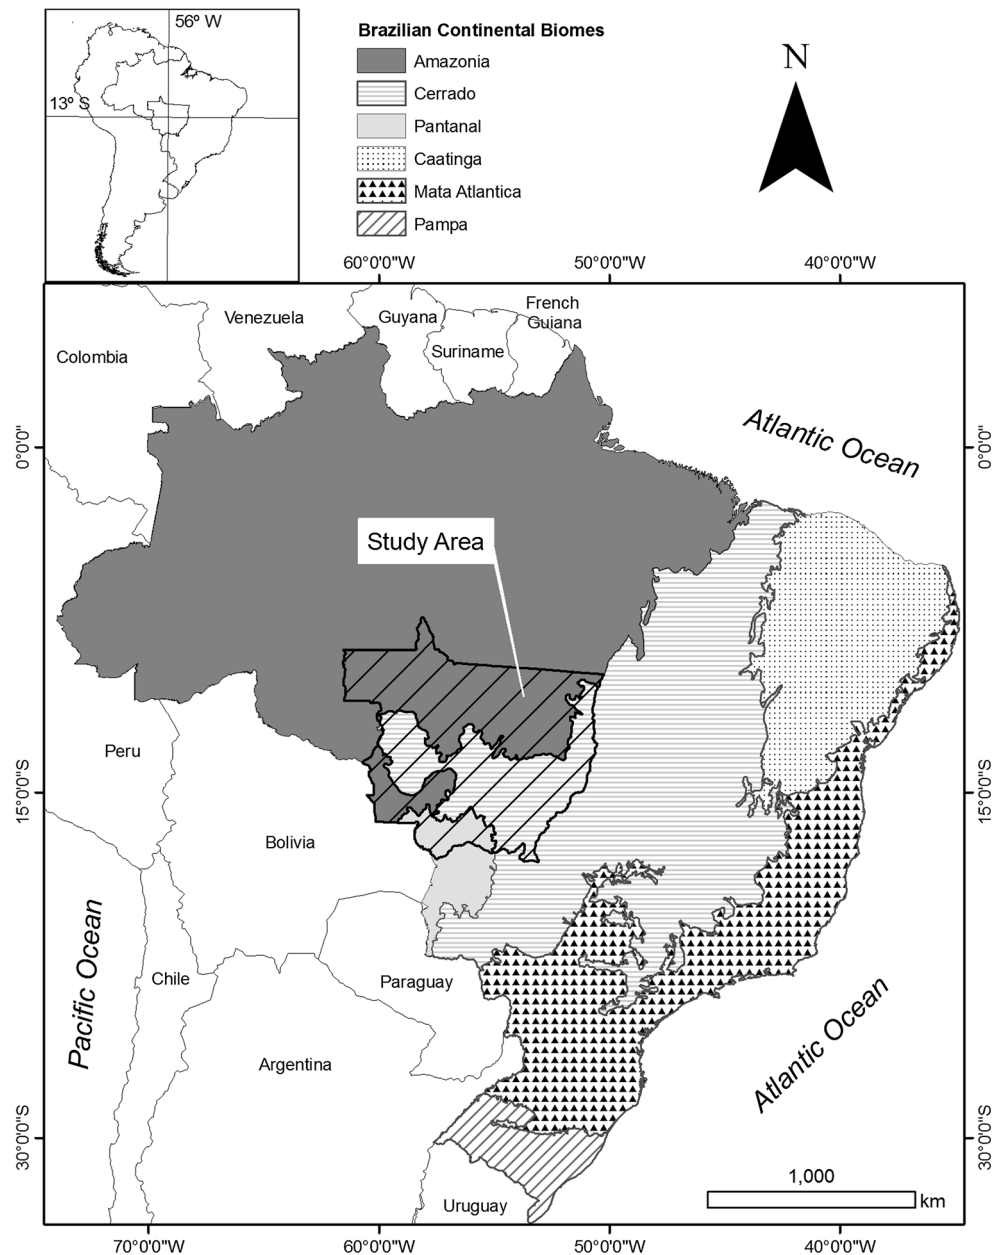 56º W
13º S
Brazilian Continental Biomes
Amazonia
Cerrado
Pantanal
Caatinga
Mata Atlantica
Pampa
N
60°0'0"W
50°0'0"W
40°0'0"W
Venezuela
Guyana
French
Guiana
Suriname
Colombia
Atlantic Ocean
0°0'0"
0°0'0"
Study Area
Peru
15°0'0"S
15°0'0"S
Bolivia
Pacific Ocean
Chile
Paraguay
Argentina
Atlantic Ocean
30°0'0"S
30°0'0"S
Uruguay
1,000
km
70°0'0"W
60°0'0"W
50°0'0"W
40°0'0"W